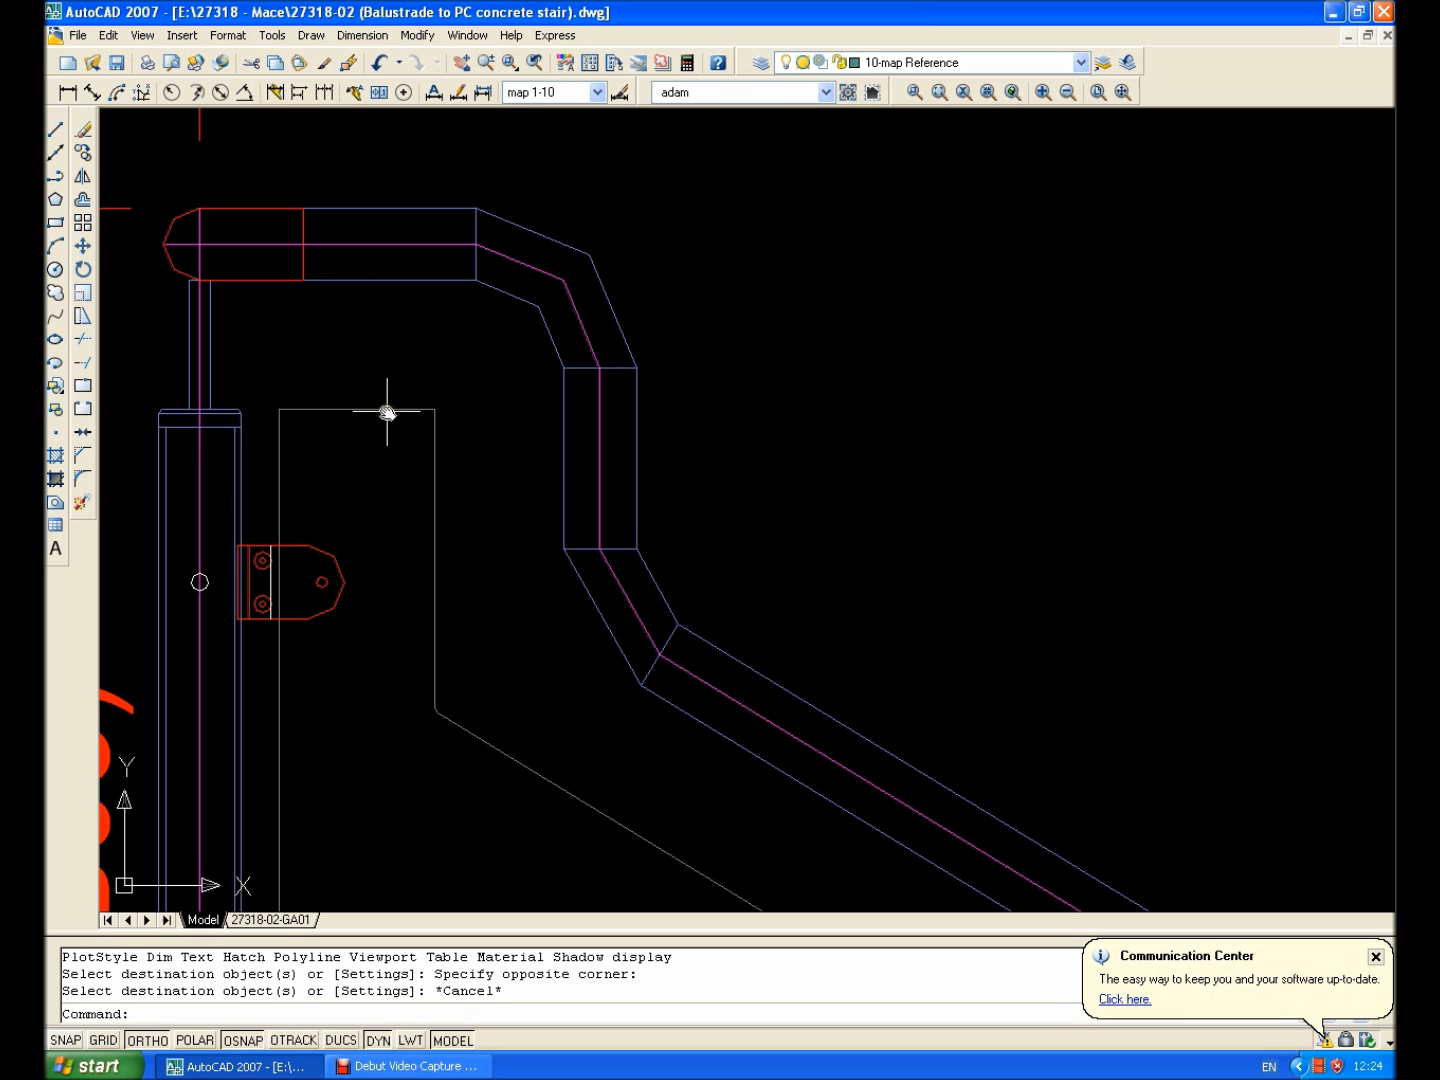 AutoCAD 2007 - [E:\27318 - Mace\27318-02 (Balustrade to PC concrete stair).dwg]
File Edit View Insert Format Tools Draw Dimension Modify Window Help Express
10-map Reference
map 1-10
adam
A
Y
X
Model 27318-02-GA01
PlotStyle Dim Text Hatch Polyline Viewport Table Material Shadow display
Select destination object(s) or [Settings]: Specify opposite corner:
Select destination object(s) or [Settings]: *Cancel*
Command:
Communication Center
The easy way to keep you and your software up-to-date.
Click here.
SNAP GRID ORTHO POLAR OSNAP OTRACK DUCS DYN LWT MODEL
start AutoCAD 2007 - [E:\... Debut Video Capture ... EN 12:24